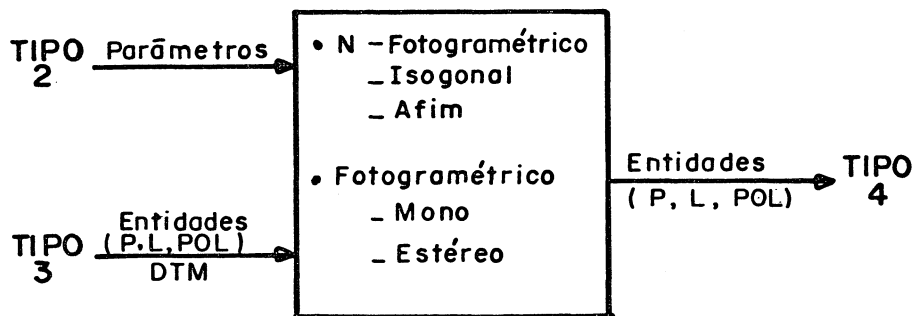 TIPO
2
Parâmetros
TIPO
3
Entidades
(P.L,POL)
DTM
• N - Fotogramétrico
- Isogonal
- Afim
• Fotogramétrico
- Mono
- Estéreo
Entidades
( P, L, POL)
TIPO
4